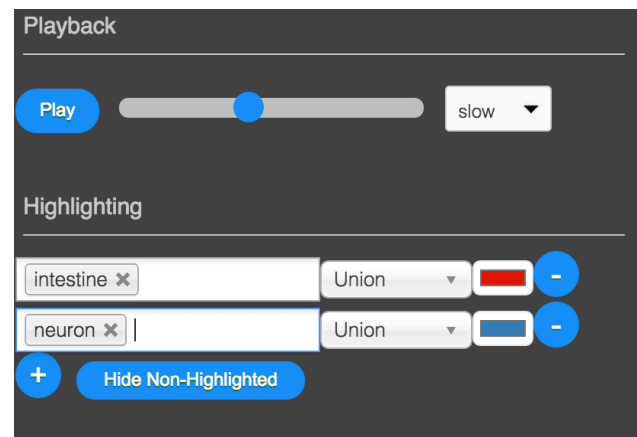 Playback
Play slow
Highlighting
intestine × Union -
neuron × Union -
+ Hide Non-Highlighted